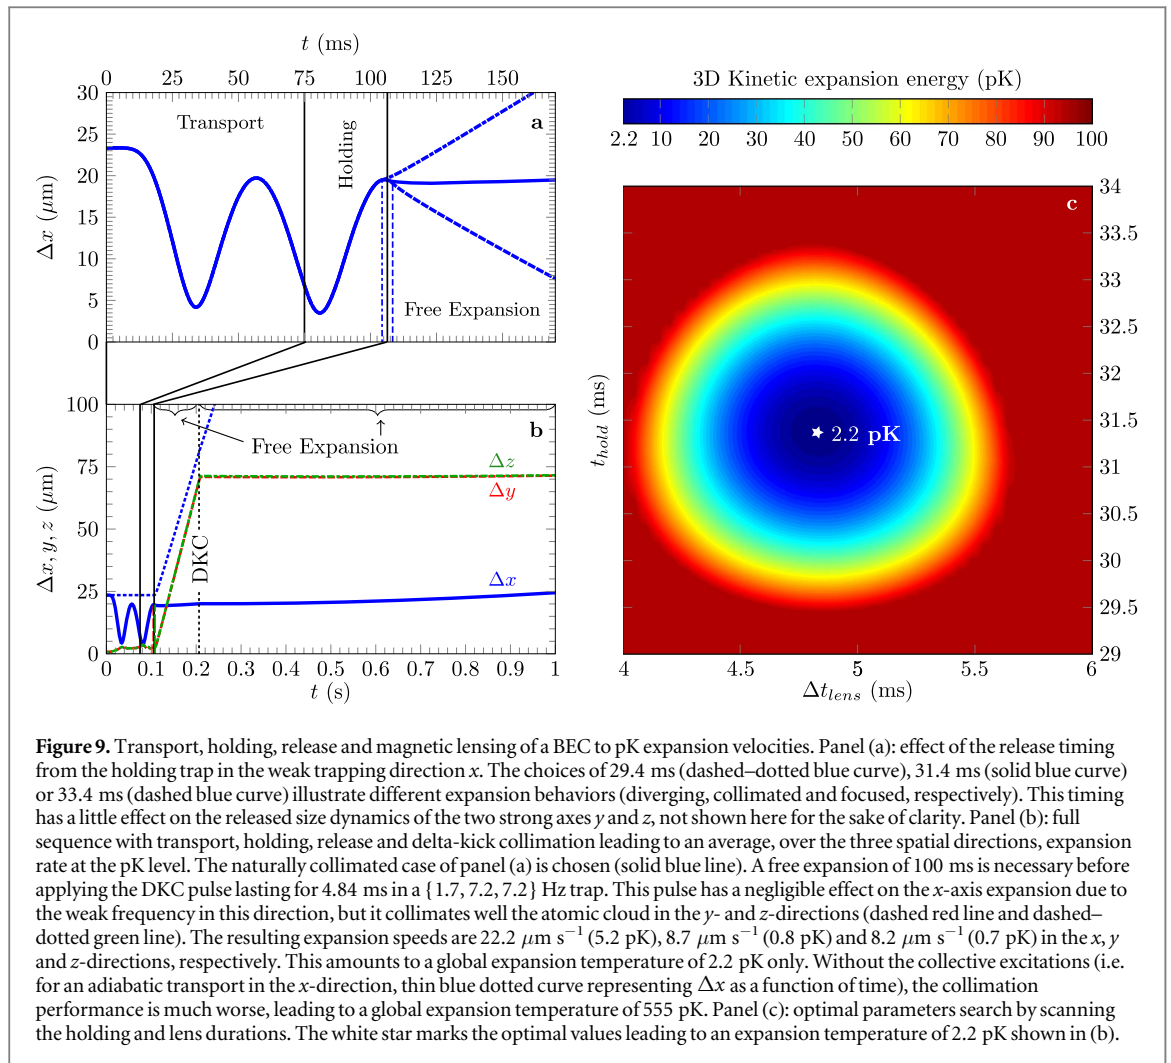 t (ms)
0 25 50 75 100 125 150
30
25
20
15
10
5
0
Δx (μm)
Transport
Holding
a
Free Expansion
100
75
50
25
0
Δx, y, z (μm)
b
Free Expansion
↑
Δz
Δy
DKC
Δx
0 0.1 0.2 0.3 0.4 0.5 0.6 0.7 0.8 0.9 1
t (s)
3D Kinetic expansion energy (pK)
2.2 10 20 30 40 50 60 70 80 90 100
c
34
33.5
33
32.5
32
31.5
31
30.5
30
29.5
29
t_hold (ms)
2.2 pK
4 4.5 5 5.5 6
Δt_lens (ms)
Figure 9. Transport, holding, release and magnetic lensing of a BEC to pK expansion velocities. Panel (a): effect of the release timing
from the holding trap in the weak trapping direction x. The choices of 29.4 ms (dashed–dotted blue curve), 31.4 ms (solid blue curve)
or 33.4 ms (dashed blue curve) illustrate different expansion behaviors (diverging, collimated and focused, respectively). This timing
has a little effect on the released size dynamics of the two strong axes y and z, not shown here for the sake of clarity. Panel (b): full
sequence with transport, holding, release and delta-kick collimation leading to an average, over the three spatial directions, expansion
rate at the pK level. The naturally collimated case of panel (a) is chosen (solid blue line). A free expansion of 100 ms is necessary before
applying the DKC pulse lasting for 4.84 ms in a {1.7, 7.2, 7.2} Hz trap. This pulse has a negligible effect on the x-axis expansion due to
the weak frequency in this direction, but it collimates well the atomic cloud in the y- and z-directions (dashed red line and dashed–
dotted green line). The resulting expansion speeds are 22.2 μm s⁻¹ (5.2 pK), 8.7 μm s⁻¹ (0.8 pK) and 8.2 μm s⁻¹ (0.7 pK) in the x, y
and z-directions, respectively. This amounts to a global expansion temperature of 2.2 pK only. Without the collective excitations (i.e.
for an adiabatic transport in the x-direction, thin blue dotted curve representing Δx as a function of time), the collimation
performance is much worse, leading to a global expansion temperature of 555 pK. Panel (c): optimal parameters search by scanning
the holding and lens durations. The white star marks the optimal values leading to an expansion temperature of 2.2 pK shown in (b).